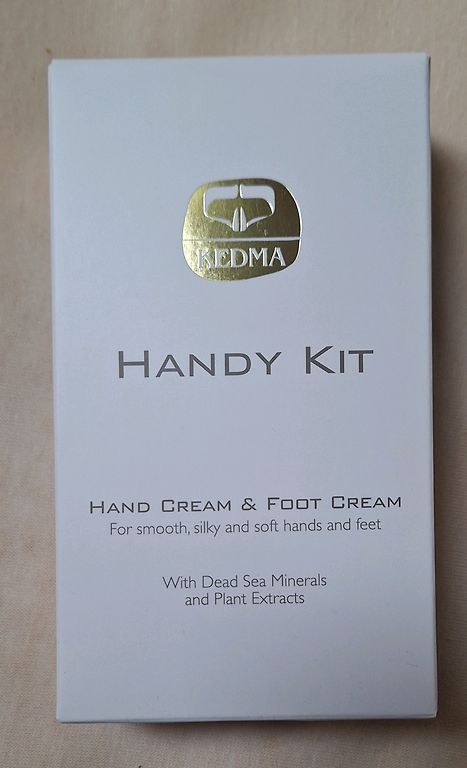 KEDMA
HANDY KIT
HAND CREAM & FOOT CREAM
For smooth, silky and soft hands and feet
With Dead Sea Minerals
and Plant Extracts